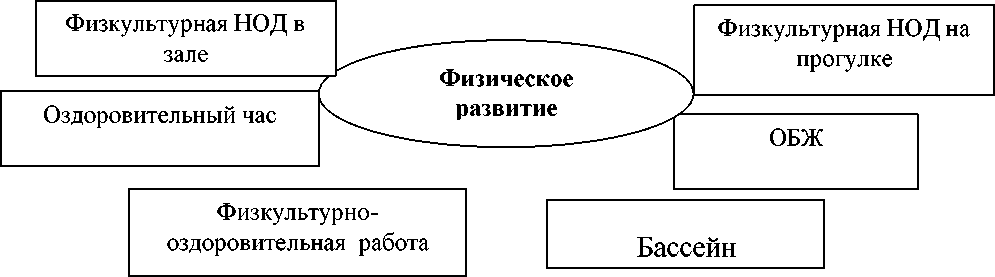 Физкультурная НОД в
зале
Физкультурная НОД на
прогулке
Физическое
развитие
Оздоровительный час
ОБЖ
Физкультурно-
оздоровительная работа
Бассейн